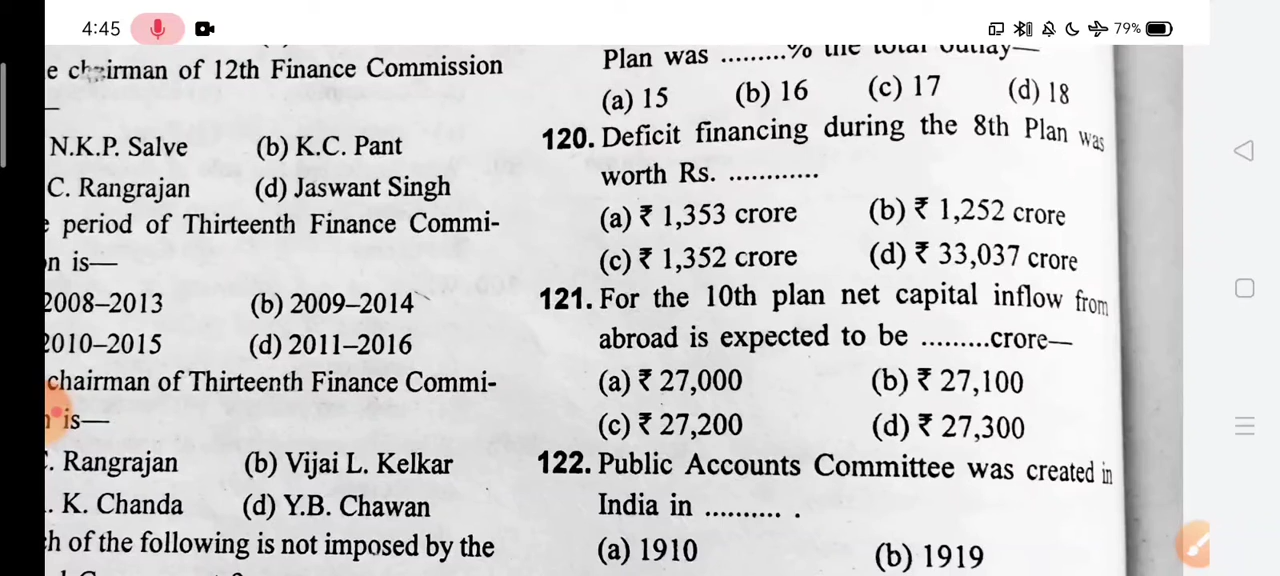 4:45
79%
e chairman of 12th Finance Commission
—
N.K.P. Salve (b) K.C. Pant
C. Rangrajan (d) Jaswant Singh
e period of Thirteenth Finance Commi-
on is—
2008–2013 (b) 2009–2014
2010–2015 (d) 2011–2016
chairman of Thirteenth Finance Commi-
n is—
. Rangrajan (b) Vijai L. Kelkar
. K. Chanda (d) Y.B. Chawan
h of the following is not imposed by the
Plan was .........% the total outlay—
(a) 15 (b) 16 (c) 17 (d) 18
120. Deficit financing during the 8th Plan was
worth Rs. ............
(a) ₹ 1,353 crore (b) ₹ 1,252 crore
(c) ₹ 1,352 crore (d) ₹ 33,037 crore
121. For the 10th plan net capital inflow from
abroad is expected to be .........crore—
(a) ₹ 27,000 (b) ₹ 27,100
(c) ₹ 27,200 (d) ₹ 27,300
122. Public Accounts Committee was created in
India in .......... .
(a) 1910 (b) 1919